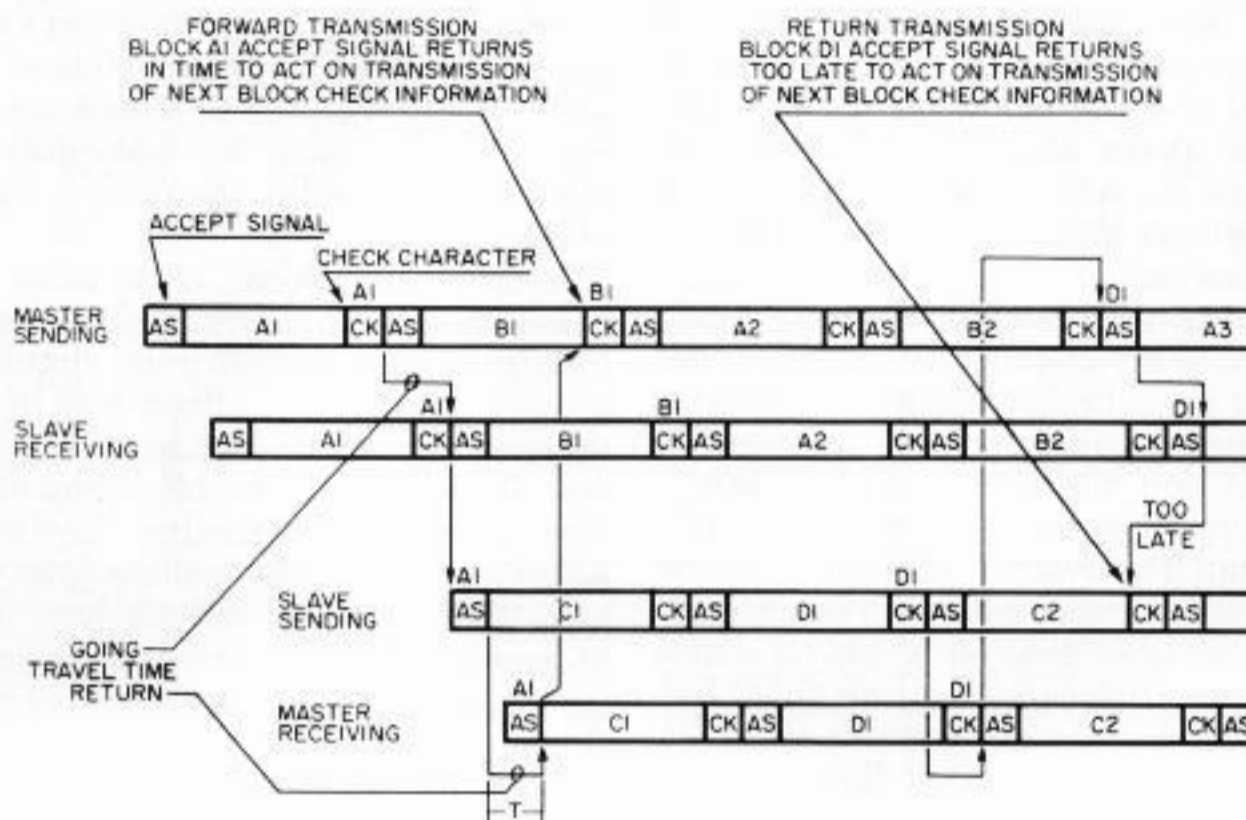 FORWARD TRANSMISSION
BLOCK A1 ACCEPT SIGNAL RETURNS
IN TIME TO ACT ON TRANSMISSION
OF NEXT BLOCK CHECK INFORMATION
RETURN TRANSMISSION
BLOCK D1 ACCEPT SIGNAL RETURNS
TOO LATE TO ACT ON TRANSMISSION
OF NEXT BLOCK CHECK INFORMATION
ACCEPT SIGNAL
CHECK CHARACTER
A1 B1 D1
MASTER
SENDING
AS A1 CK AS B1 CK AS A2 CK AS B2 CK AS A3
A1 B1 D1
SLAVE
RECEIVING
AS A1 CK AS B1 CK AS A2 CK AS B2 CK AS
TOO
LATE
A1 D1
SLAVE
SENDING
AS C1 CK AS D1 CK AS C2 CK AS
GOING
TRAVEL TIME
RETURN
A1 D1
MASTER
RECEIVING
AS C1 CK AS D1 CK AS C2 CK AS
T